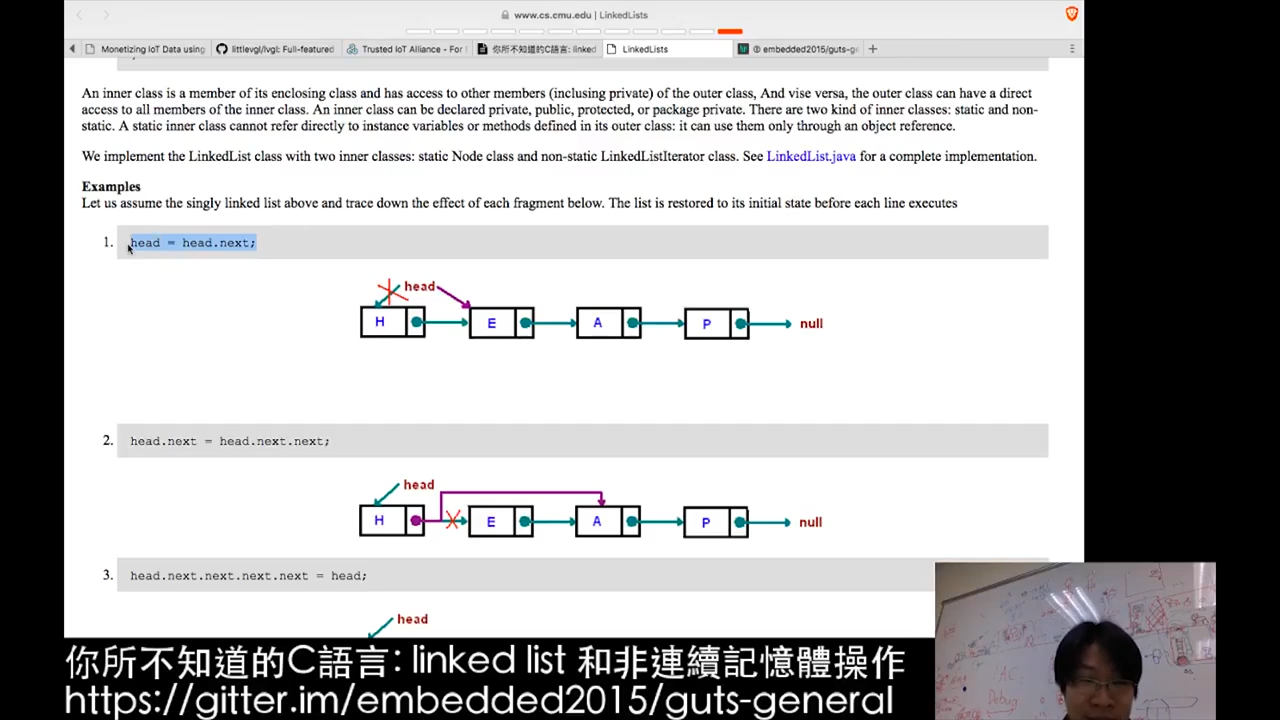 www.cs.cmu.edu | LinkedLists
Monetizing IoT Data using
littlevgl/lvgl: Full-featured
Trusted IoT Alliance - For
你所不知道的C語言: linked
LinkedLists
embedded2015/guts-g
An inner class is a member of its enclosing class and has access to other members (inclusing private) of the outer class, And vise versa, the outer class can have a direct
access to all members of the inner class. An inner class can be declared private, public, protected, or package private. There are two kind of inner classes: static and non-
static. A static inner class cannot refer directly to instance variables or methods defined in its outer class: it can use them only through an object reference.
We implement the LinkedList class with two inner classes: static Node class and non-static LinkedListIterator class. See LinkedList.java for a complete implementation.
Examples
Let us assume the singly linked list above and trace down the effect of each fragment below. The list is restored to its initial state before each line executes
1. head = head.next;
head
H E A P null
2. head.next = head.next.next;
head
H E A P null
3. head.next.next.next.next = head;
head
AC
Debug
你所不知道的C語言: linked list 和非連續記憶體操作
https://gitter.im/embedded2015/guts-general